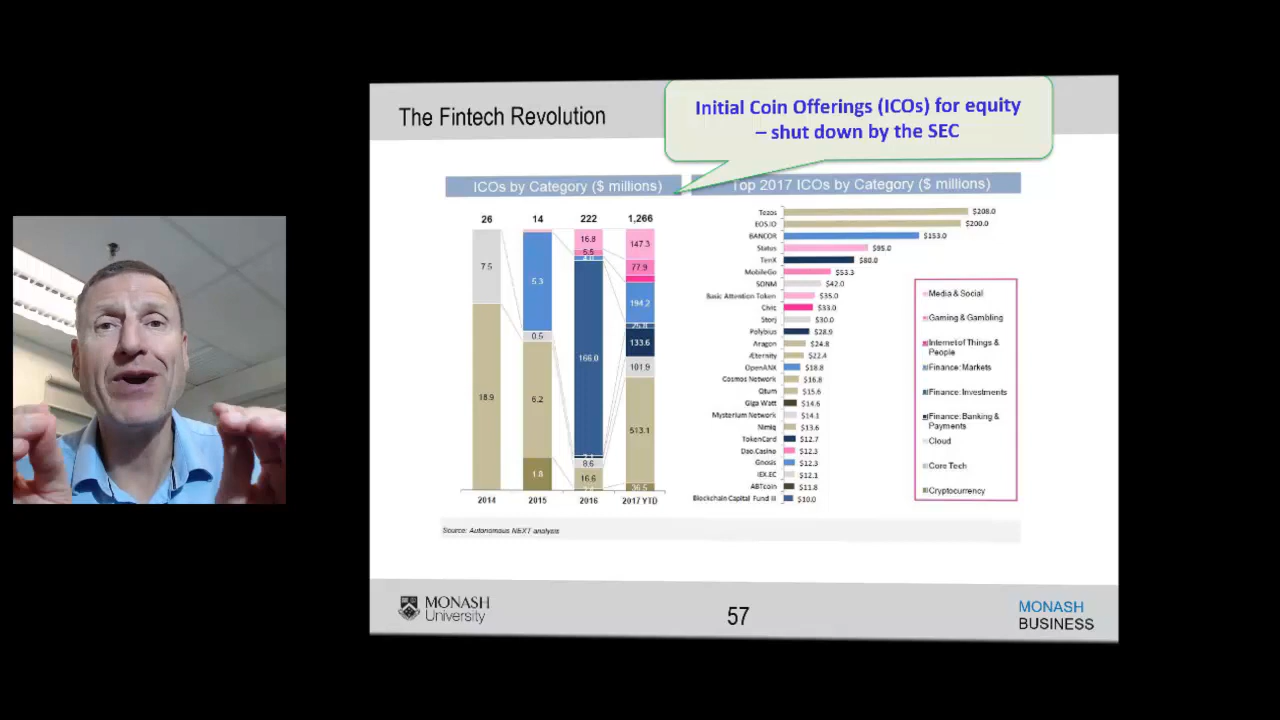 The Fintech Revolution
Initial Coin Offerings (ICOs) for equity
– shut down by the SEC
ICOs by Category ($ millions)
26 14 222 1,266
7.5
18.9
5.3
0.5
6.2
1.8
16.8
5.5
166.0
8.6
16.6
147.3
77.9
194.2
25.8
133.6
101.9
513.1
36.5
2014 2015 2016 2017 YTD
Top 2017 ICOs by Category ($ millions)
Tezos $208.0
EOS.IO $200.0
BANCOR $153.0
Status $95.0
TenX $80.0
MobileGo $53.3
SONM $42.0
Basic Attention Token $35.0
Civic $33.0
Storj $30.0
Polybius $28.9
Aragon $24.8
Æternity $22.4
OpenANX $18.8
Cosmos Network $16.8
Qtum $15.6
Giga Watt $14.6
Mysterium Network $14.1
Nimiq $13.6
TokenCard $12.7
Dao.Casino $12.3
Gnosis $12.3
IEX.EC $12.1
ABTcoin $11.8
Blockchain Capital Fund III $10.0
Media & Social
Gaming & Gambling
Internet of Things &
People
Finance: Markets
Finance: Investments
Finance: Banking &
Payments
Cloud
Core Tech
Cryptocurrency
Source: Autonomous NEXT analysis
MONASH
University
57
MONASH
BUSINESS